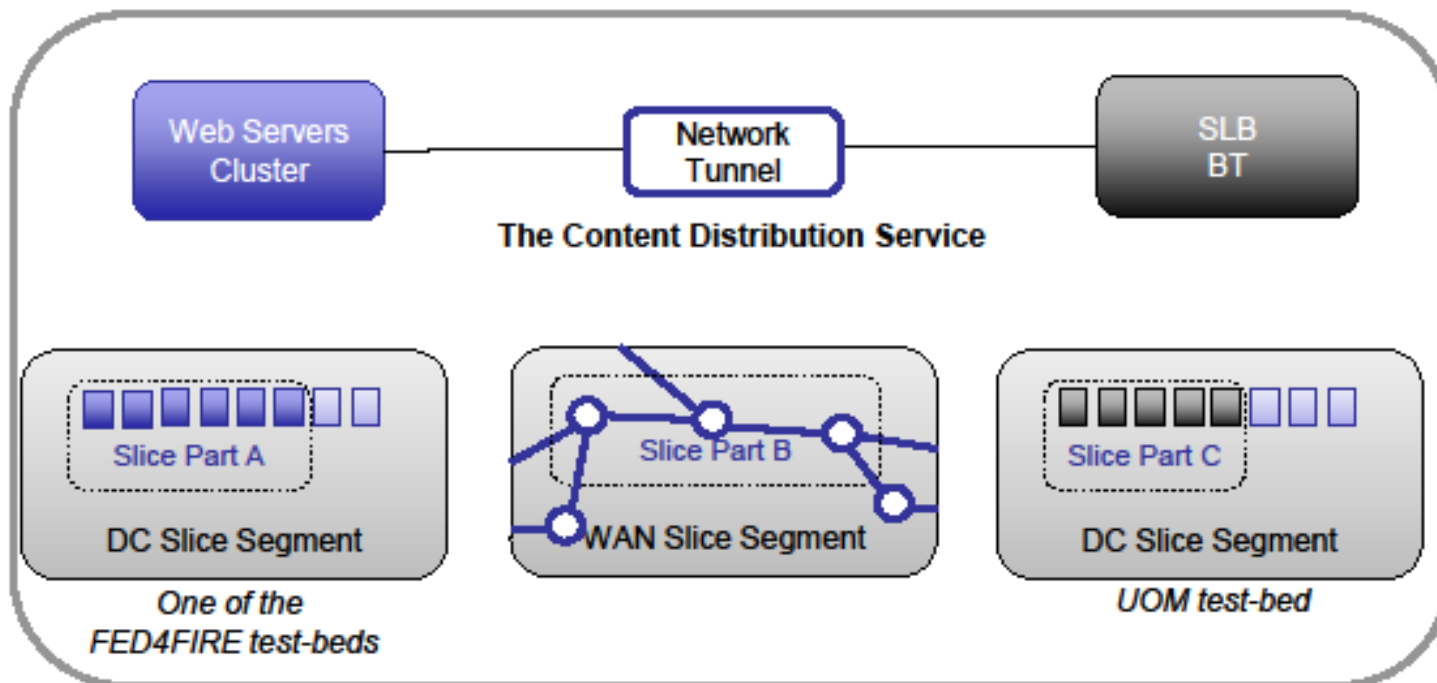 Web Servers
Cluster
Network
Tunnel
SLB
BT
The Content Distribution Service
Slice Part A
DC Slice Segment
One of the
FED4FIRE test-beds
Slice Part B
WAN Slice Segment
Slice Part C
DC Slice Segment
UOM test-bed